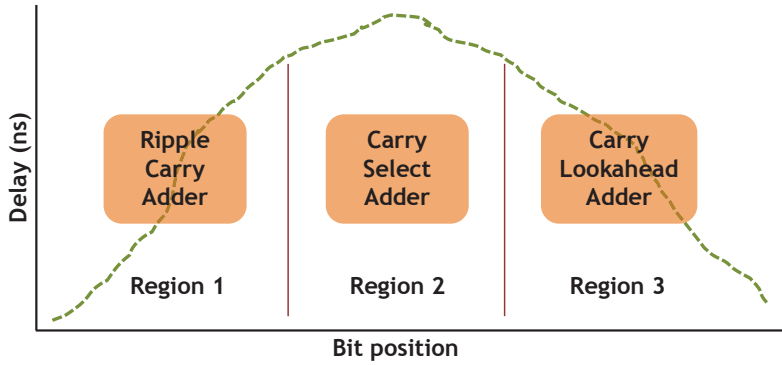 Delay (ns)
Ripple
Carry
Adder
Carry
Select
Adder
Carry
Lookahead
Adder
Region 1
Region 2
Region 3
Bit position